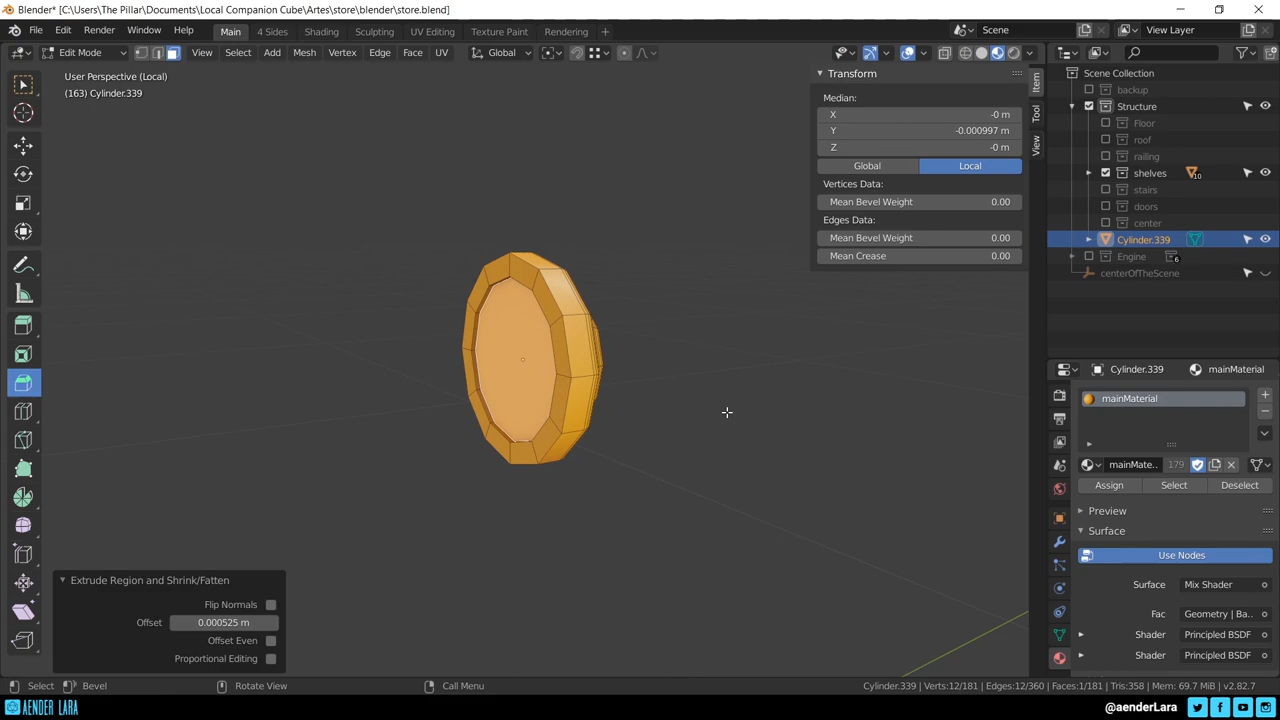 Blender* [C:\Users\The Pillar\Documents\Local Companion Cube\Artes\store\blender\store.blend]
File Edit Render Window Help Main 4 Sides Sculpting UV Editing Texture Paint Rendering Scene View Layer
Edit Mode View Select Add Mesh Vertex Edge Face UV Global
User Perspective (Local)
(163) Cylinder.339
Transform
Median:
X -0 m
Y -0.000997 m
Z -0 m
Global Local
Vertices Data:
Mean Bevel Weight 0.00
Edges Data:
Mean Bevel Weight 0.00
Mean Crease 0.00
Item
Tool
View
Scene Collection
backup
Structure
Floor
roof
railing
shelves 10
stairs
doors
center
Cylinder.339
Engine 6
centerOfTheScene
Cylinder.339 mainMaterial
mainMaterial
mainMate.. 179
Assign Select Deselect
Preview
Surface
Use Nodes
Surface Mix Shader
Fac Geometry | Ba..
Shader Principled BSDF
Shader Principled BSDF
Extrude Region and Shrink/Fatten
Flip Normals
Offset 0.000525 m
Offset Even
Proportional Editing
Select Bevel Rotate View Call Menu Cylinder.339 | Verts:12/181 | Edges:12/360 | Faces:1/181 | Tris:358 | Mem: 69.7 MiB | v2.82.7
AENDER LARA @aenderLara